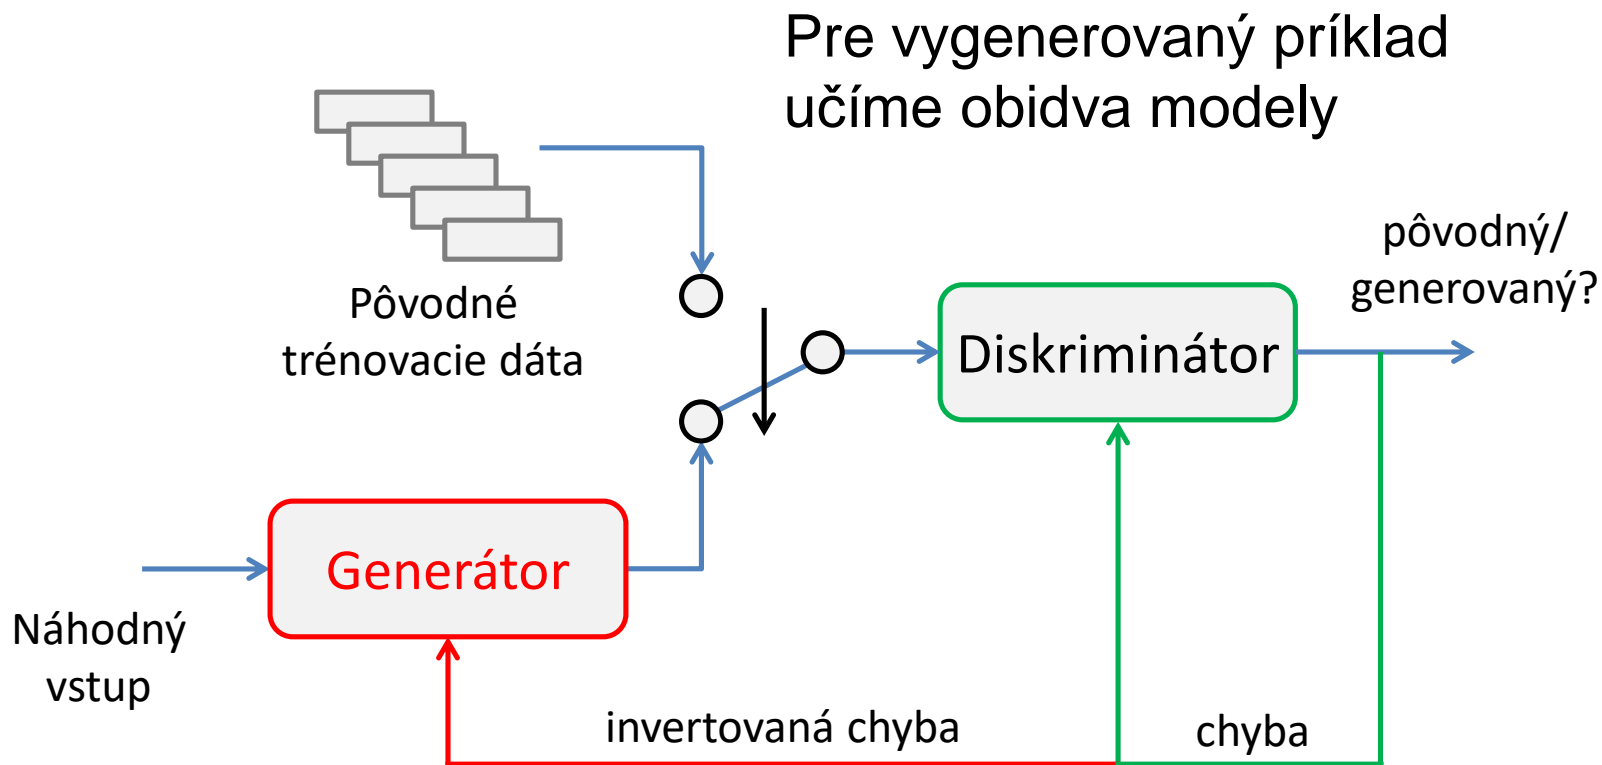 Pre vygenerovaný príklad
učíme obidva modely
Pôvodné
trénovacie dáta
pôvodný/
generovaný?
Diskriminátor
Generátor
Náhodný
vstup
invertovaná chyba
chyba